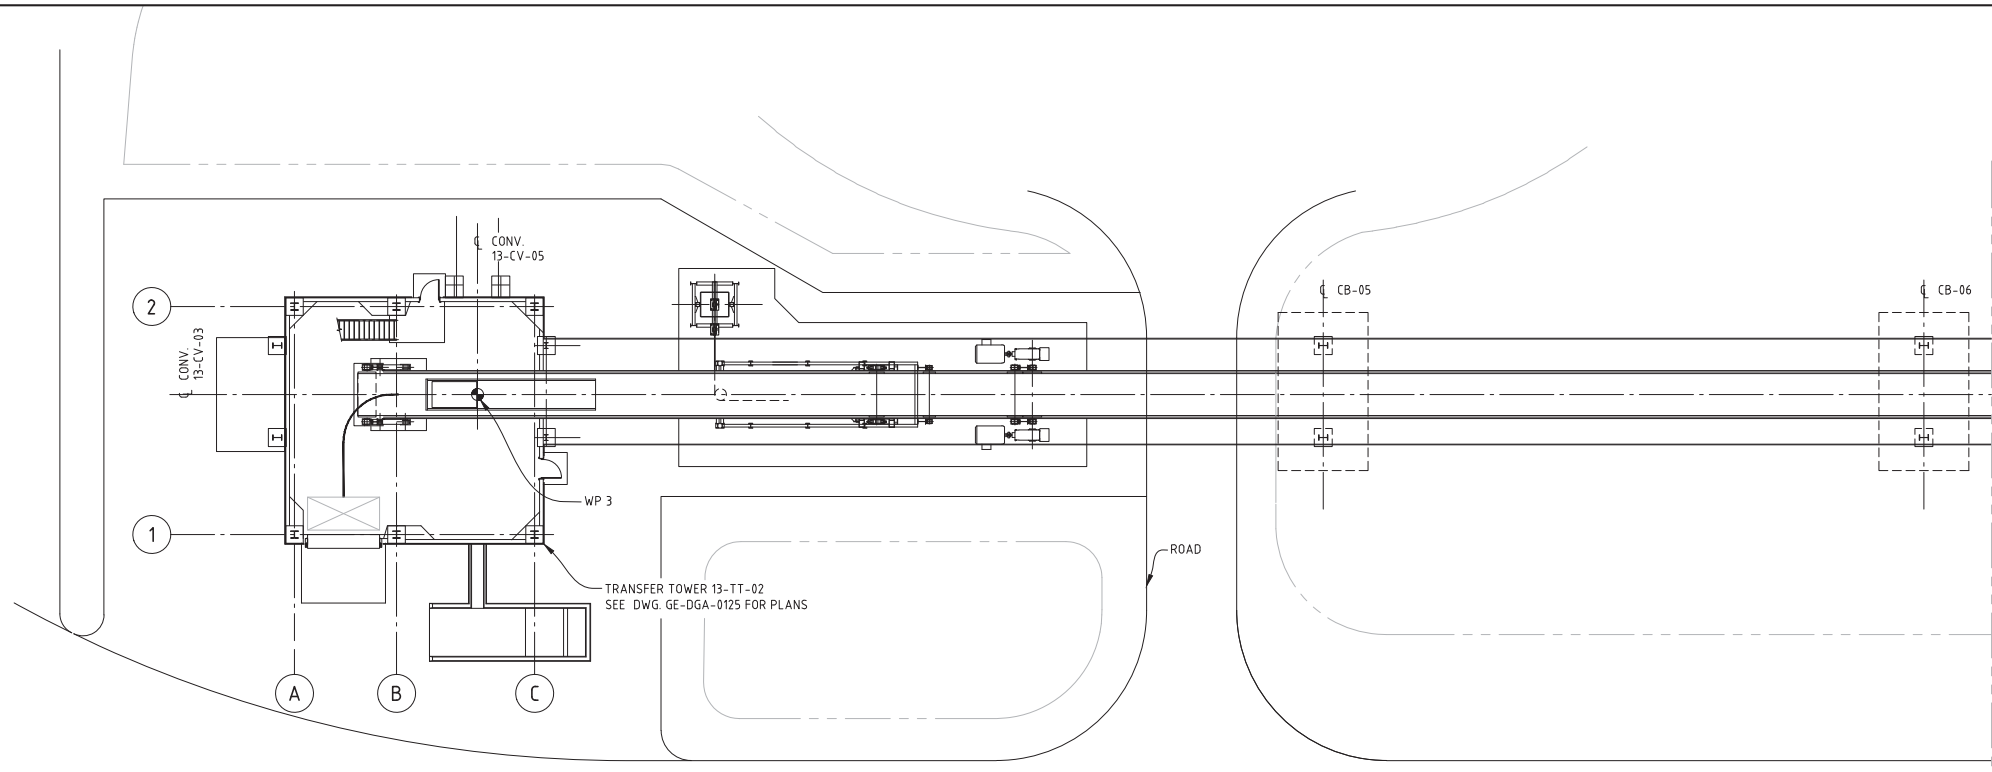 ℄ CONV.
13-CV-05
2
℄ CONV.
13-CV-03
℄ CB-05
℄ CB-06
WP 3
1
ROAD
TRANSFER TOWER 13-TT-02
SEE DWG. GE-DGA-0125 FOR PLANS
A
B
C